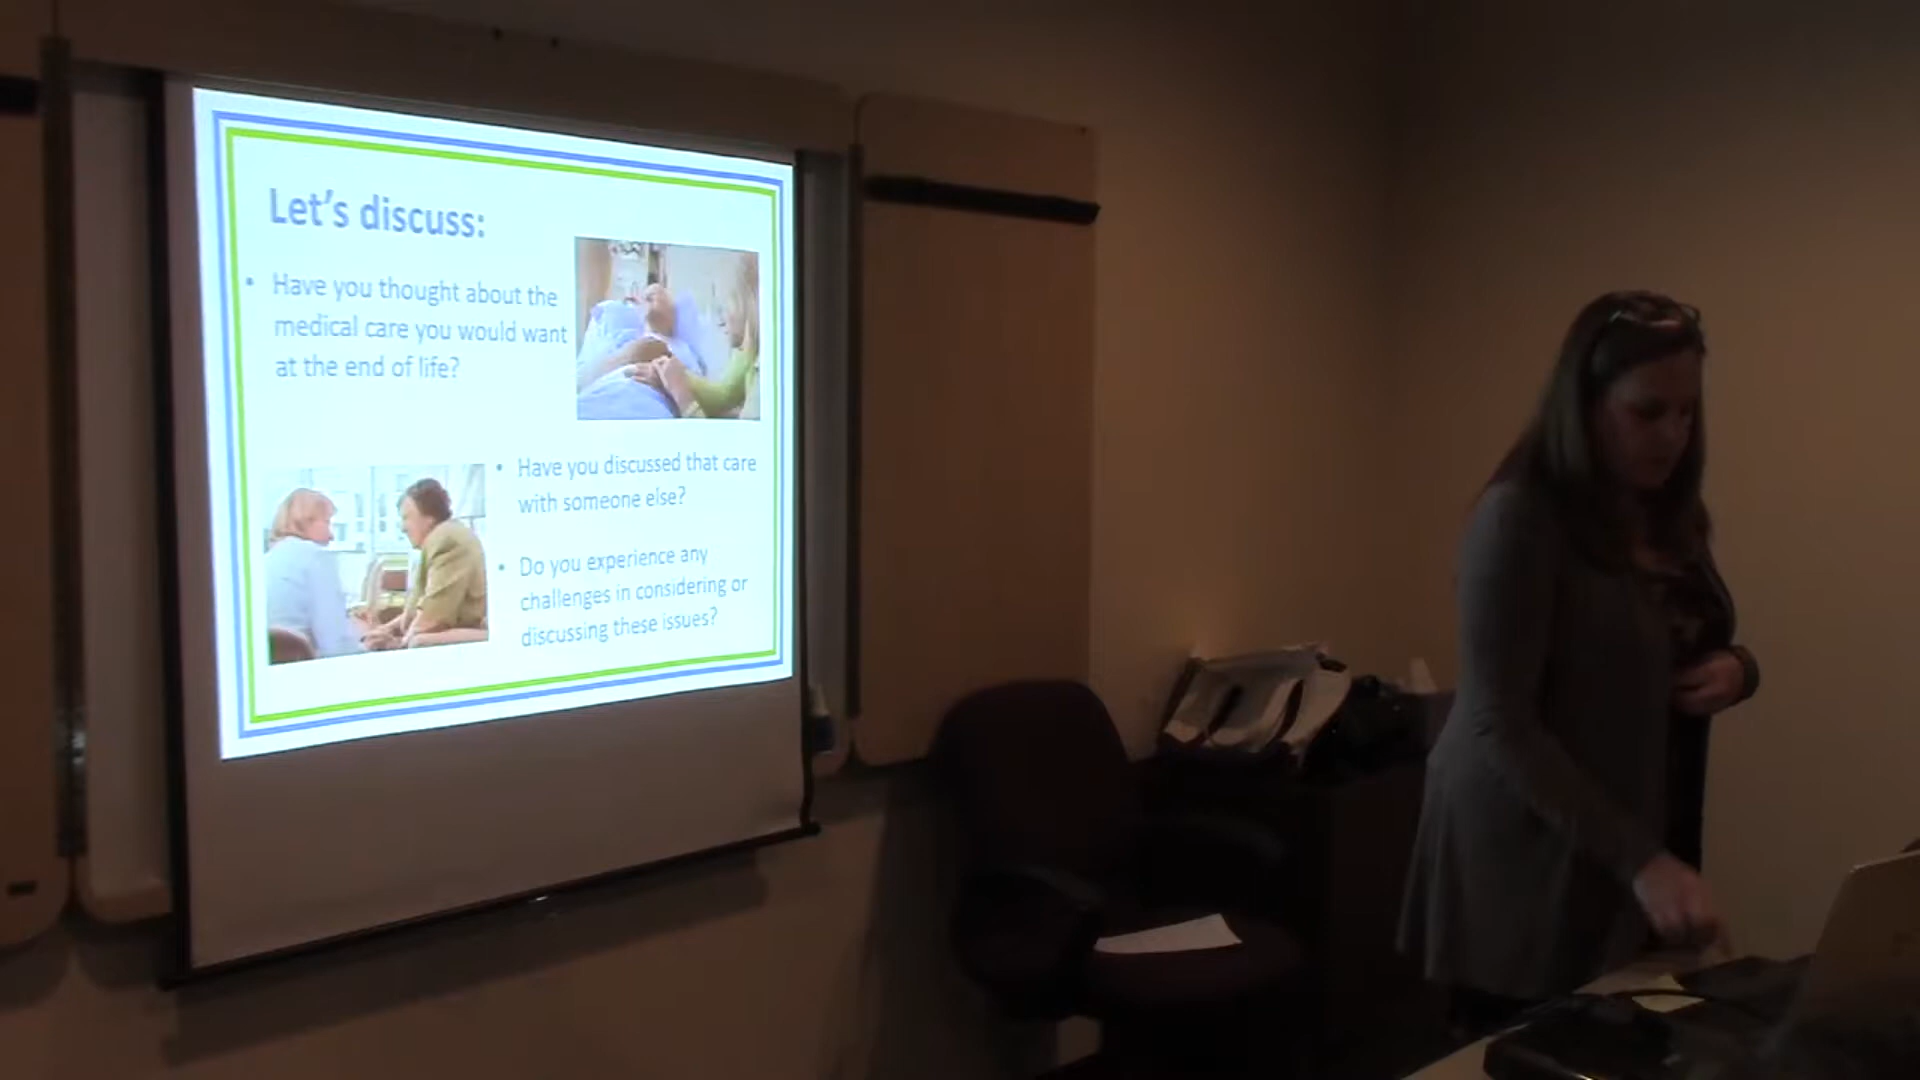 Let's discuss:
• Have you thought about the
medical care you would want
at the end of life?
• Have you discussed that care
with someone else?
• Do you experience any
challenges in considering or
discussing these issues?